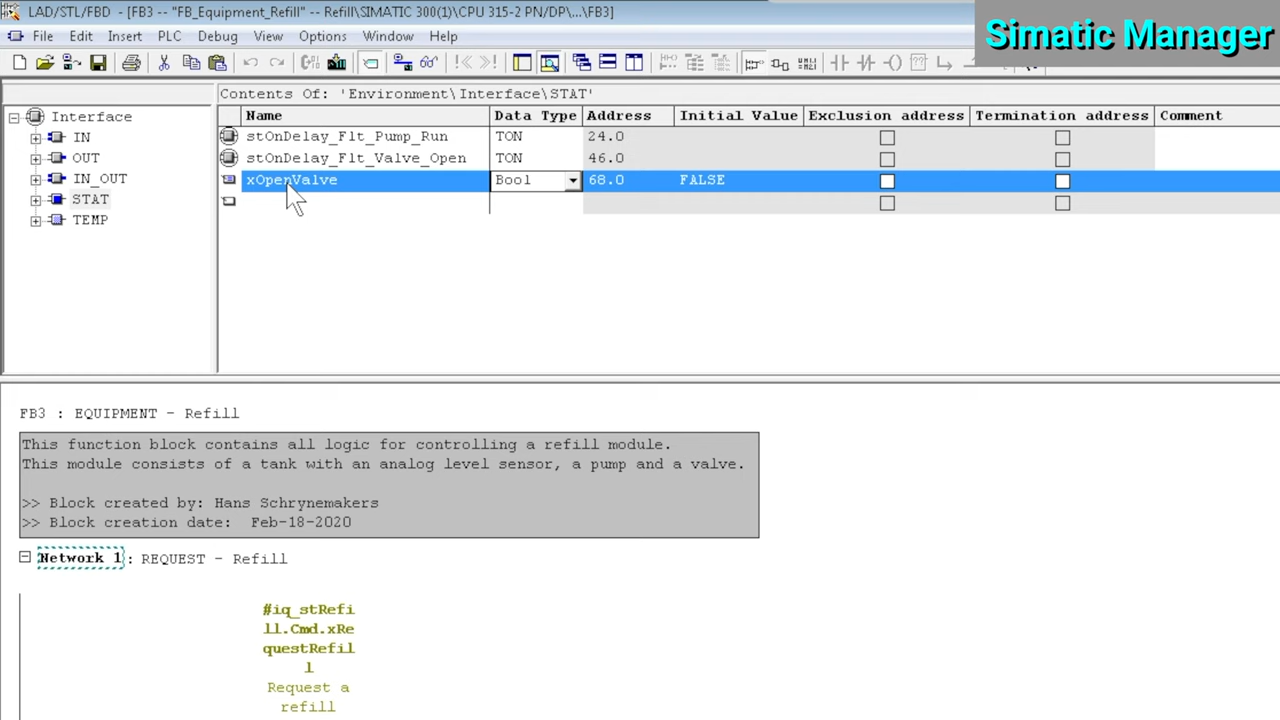 LAD/STL/FBD - [FB3 -- "FB_Equipment_Refill" -- Refill\SIMATIC 300(1)\CPU 315-2 PN/DP\...\FB3]
Simatic Manager
File Edit Insert PLC Debug View Options Window Help
Contents Of: 'Environment\Interface\STAT'
Interface
IN
OUT
IN_OUT
STAT
TEMP
Name Data Type Address Initial Value Exclusion address Termination address Comment
stOnDelay_Flt_Pump_Run TON 24.0
stOnDelay_Flt_Valve_Open TON 46.0
xOpenValve Bool 68.0 FALSE
FB3 : EQUIPMENT - Refill
This function block contains all logic for controlling a refill module.
This module consists of a tank with an analog level sensor, a pump and a valve.
>> Block created by: Hans Schrynemakers
>> Block creation date: Feb-18-2020
Network 1: REQUEST - Refill
#iq_stRefi
ll.Cmd.xRe
questRefil
l
Request a
refill